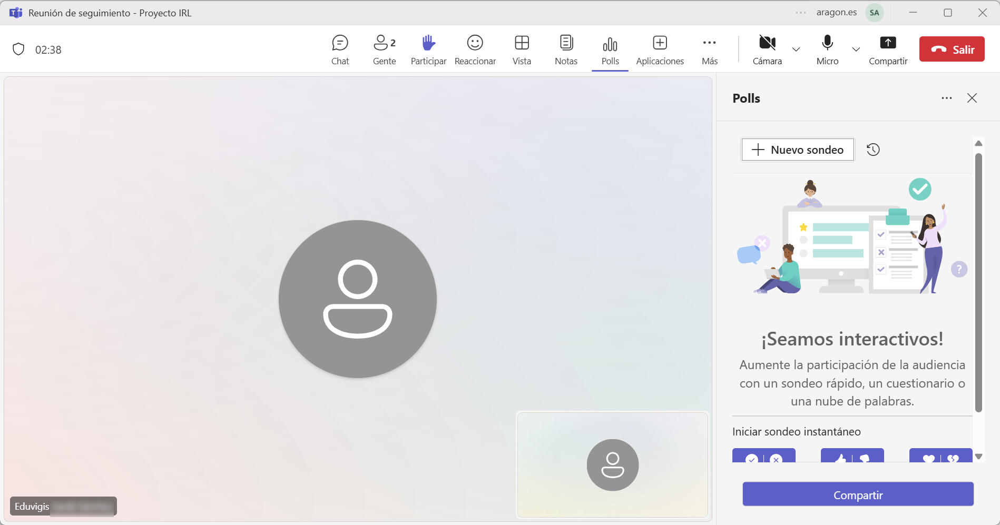 Reunión de seguimiento - Proyecto IRL
aragon.es
SA
02:38
2
Chat
Gente
Participar
Reaccionar
Vista
Notas
Polls
Aplicaciones
Más
Cámara
Micro
Compartir
Salir
Polls
Nuevo sondeo
?
¡Seamos interactivos!
Aumente la participación de la audiencia
con un sondeo rápido, un cuestionario o
una nube de palabras.
Iniciar sondeo instantáneo
Compartir
Eduvigis